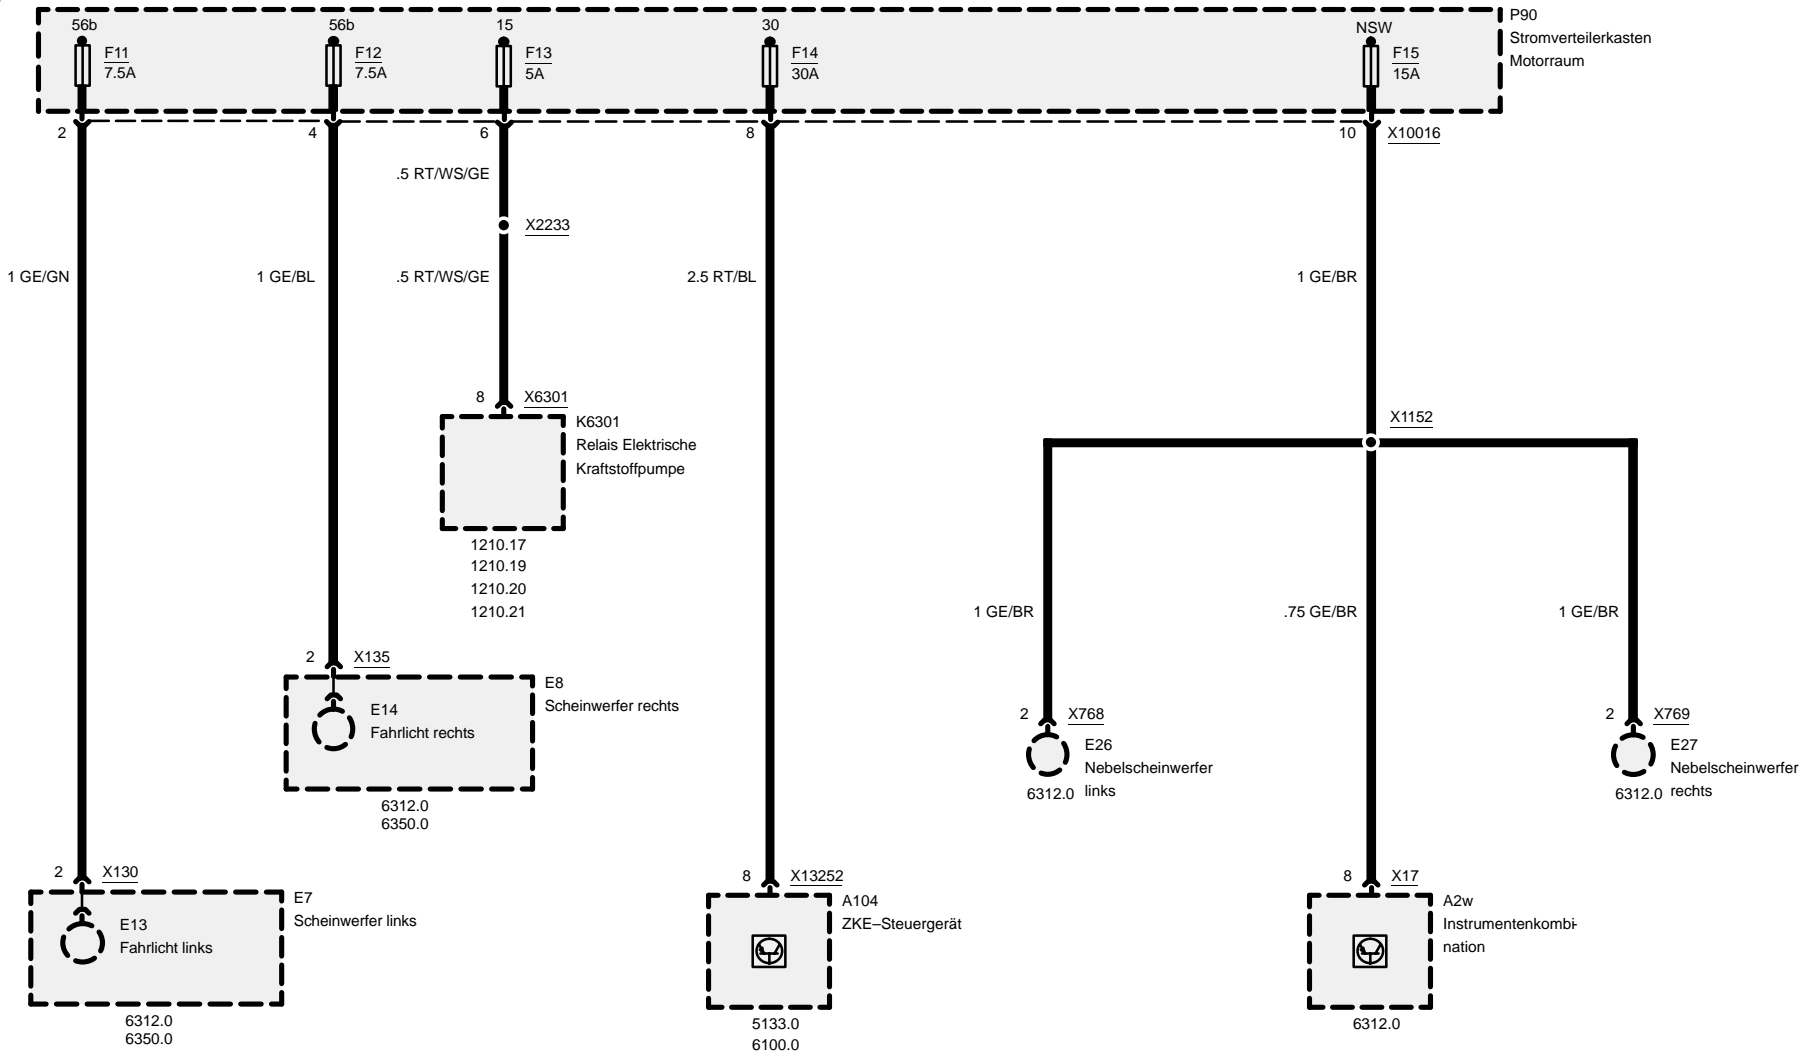 P90
Stromverteilerkasten
Motorraum
56b
F11
7.5A
56b
F12
7.5A
15
F13
5A
30
F14
30A
NSW
F15
15A
2
4
6
8
10
X10016
.5 RT/WS/GE
X2233
1 GE/GN
1 GE/BL
.5 RT/WS/GE
2.5 RT/BL
1 GE/BR
8
X6301
K6301
Relais Elektrische
Kraftstoffpumpe
1210.17
1210.19
1210.20
1210.21
X1152
1 GE/BR
.75 GE/BR
1 GE/BR
2
X135
E8
Scheinwerfer rechts
E14
Fahrlicht rechts
6312.0
6350.0
2
X768
E26
Nebelscheinwerfer
links
6312.0
2
X769
E27
Nebelscheinwerfer
rechts
6312.0
2
X130
E7
Scheinwerfer links
E13
Fahrlicht links
6312.0
6350.0
8
X13252
A104
ZKE–Steuergerät
5133.0
6100.0
8
X17
A2w
Instrumentenkombi-
nation
6312.0